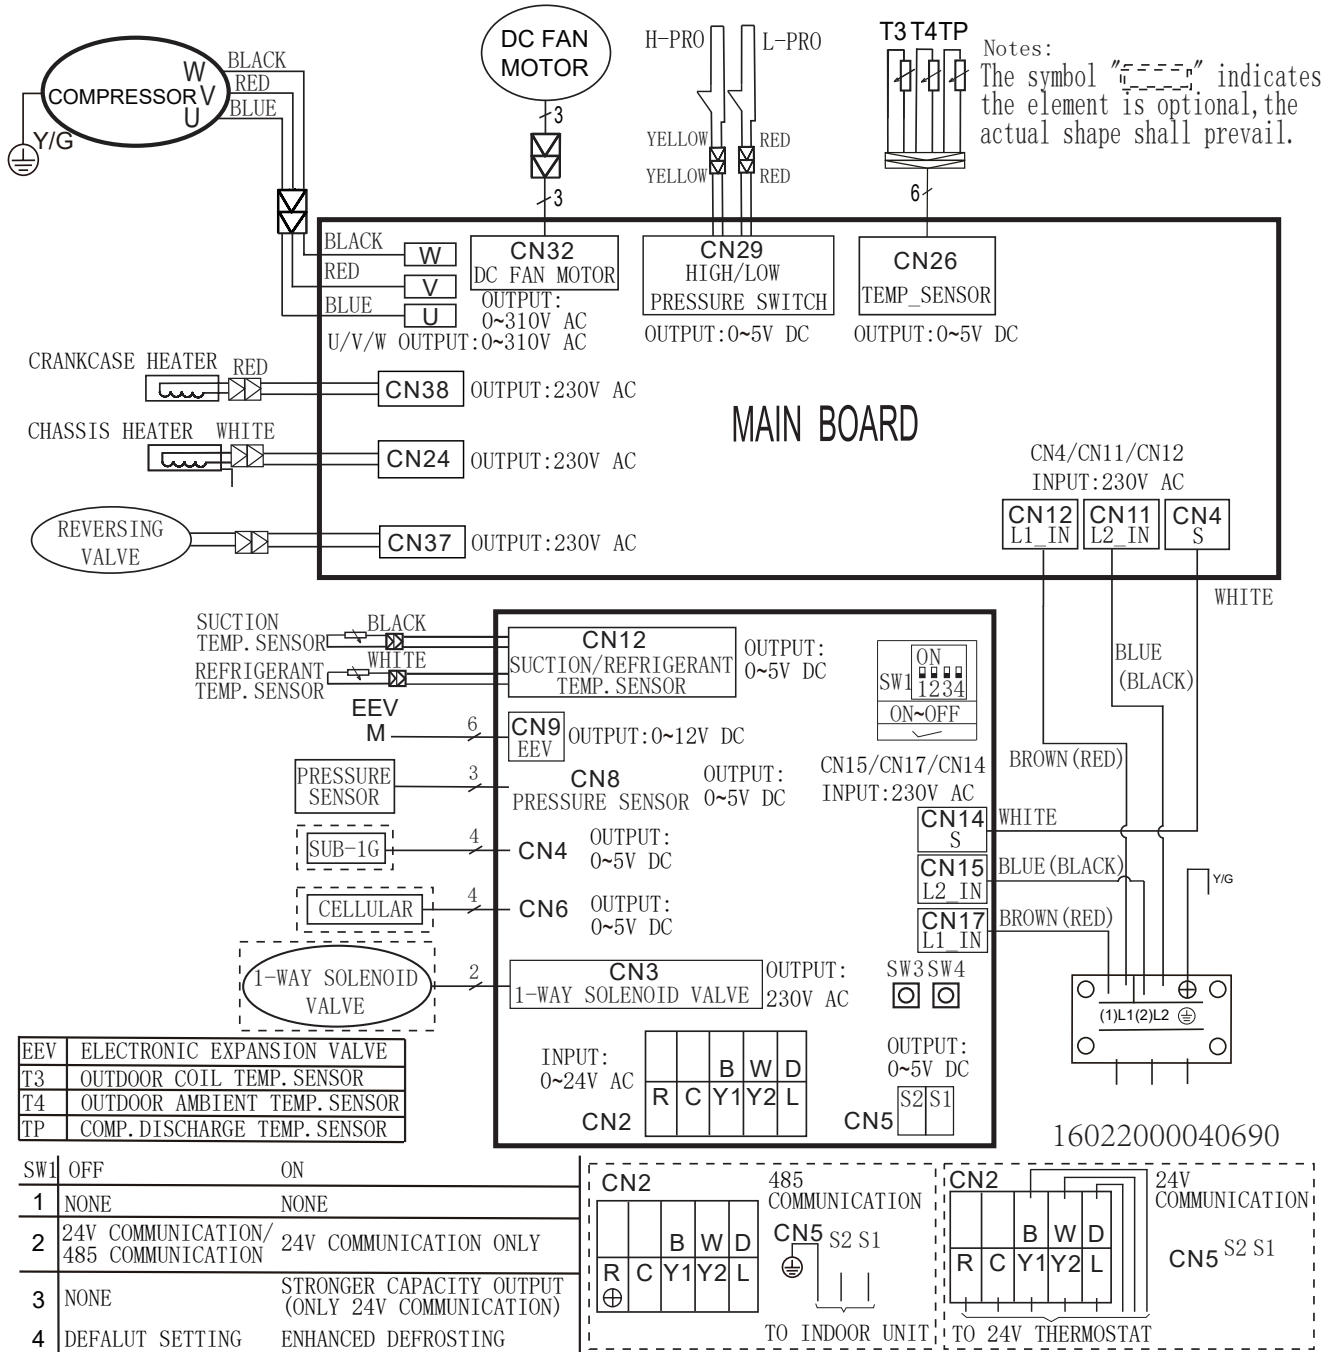 COMPRESSOR
W
V
U
BLACK
RED
BLUE
Y/G
DC FAN
MOTOR
3
3
H-PRO
L-PRO
YELLOW
RED
YELLOW
RED
T3 T4 TP
6
Notes:
The symbol "[ ]" indicates
the element is optional,the
actual shape shall prevail.
BLACK
W
RED
V
BLUE
U
U/V/W OUTPUT:0~310V AC
CN32
DC FAN MOTOR
OUTPUT:
0~310V AC
CN29
HIGH/LOW
PRESSURE SWITCH
OUTPUT:0~5V DC
CN26
TEMP_SENSOR
OUTPUT:0~5V DC
CRANKCASE HEATER
RED
CN38
OUTPUT:230V AC
CHASSIS HEATER
WHITE
CN24
OUTPUT:230V AC
REVERSING
VALVE
CN37
OUTPUT:230V AC
MAIN BOARD
CN4/CN11/CN12
INPUT:230V AC
CN12
L1_IN
CN11
L2_IN
CN4
S
WHITE
BLUE
(BLACK)
BROWN(RED)
SUCTION
TEMP.SENSOR
BLACK
REFRIGERANT
TEMP.SENSOR
WHITE
CN12
SUCTION/REFRIGERANT
TEMP.SENSOR
OUTPUT:
0~5V DC
SW1
ON
1234
ON~OFF
EEV
M
6
CN9
EEV
OUTPUT:0~12V DC
PRESSURE
SENSOR
3
CN8
PRESSURE SENSOR
OUTPUT:
0~5V DC
CN15/CN17/CN14
INPUT:230V AC
SUB-1G
4
CN4
OUTPUT:
0~5V DC
CN14
S
WHITE
CN15
L2_IN
BLUE(BLACK)
CN17
L1_IN
BROWN(RED)
Y/G
CELLULAR
4
CN6
OUTPUT:
0~5V DC
1-WAY SOLENOID
VALVE
2
CN3
1-WAY SOLENOID VALVE
OUTPUT:
230V AC
SW3 SW4
(1)L1(2)L2
INPUT:
0~24V AC
CN2
B W D
R C Y1 Y2 L
OUTPUT:
0~5V DC
CN5
S2 S1
16022000040690
EEV ELECTRONIC EXPANSION VALVE
T3 OUTDOOR COIL TEMP.SENSOR
T4 OUTDOOR AMBIENT TEMP.SENSOR
TP COMP.DISCHARGE TEMP.SENSOR
SW1 OFF ON
1 NONE NONE
2 24V COMMUNICATION/
485 COMMUNICATION 24V COMMUNICATION ONLY
3 NONE STRONGER CAPACITY OUTPUT
(ONLY 24V COMMUNICATION)
4 DEFALUT SETTING ENHANCED DEFROSTING
CN2
B W D
R C Y1 Y2 L
485
COMMUNICATION
CN5 S2 S1
TO INDOOR UNIT
CN2
B W D
R C Y1 Y2 L
24V
COMMUNICATION
CN5 S2 S1
TO 24V THERMOSTAT